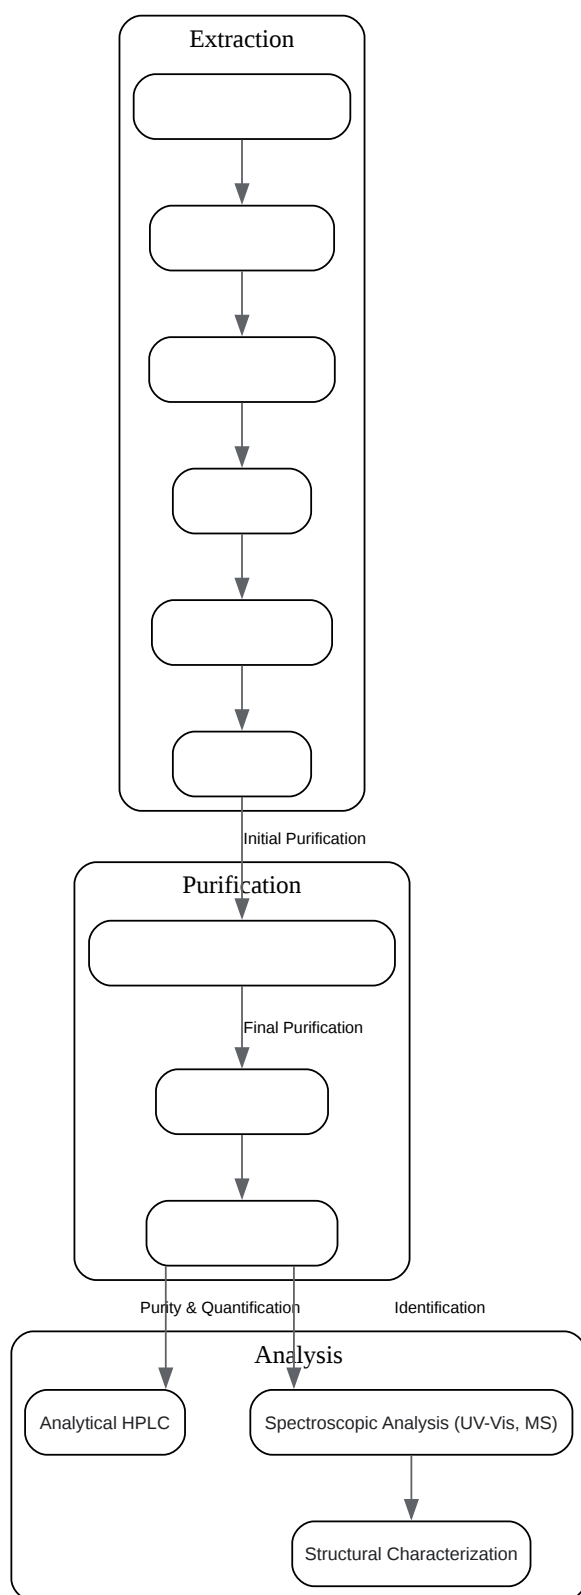 Extraction
Initial Purification
Purification
Final Purification
Purity & Quantification
Identification
Analysis
Analytical HPLC
Spectroscopic Analysis (UV-Vis, MS)
Structural Characterization